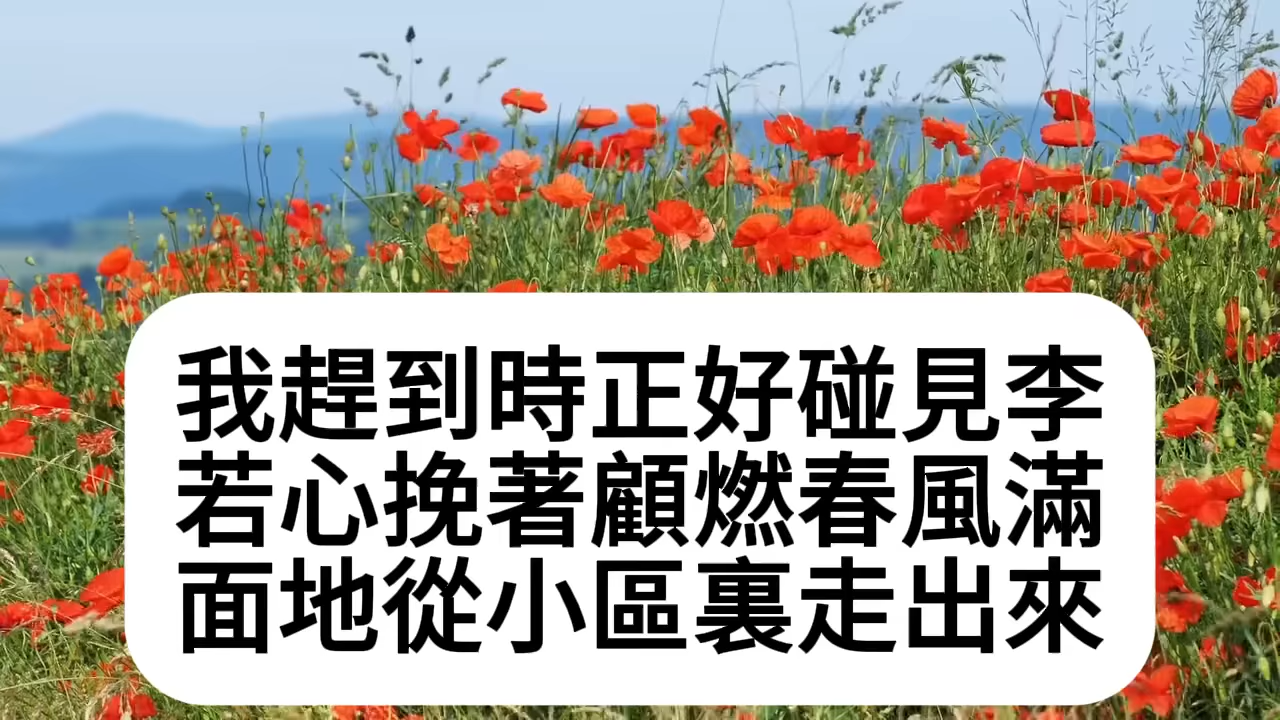 我趕到時正好碰見李
若心挽著顧燃春風滿
面地從小區裏走出來